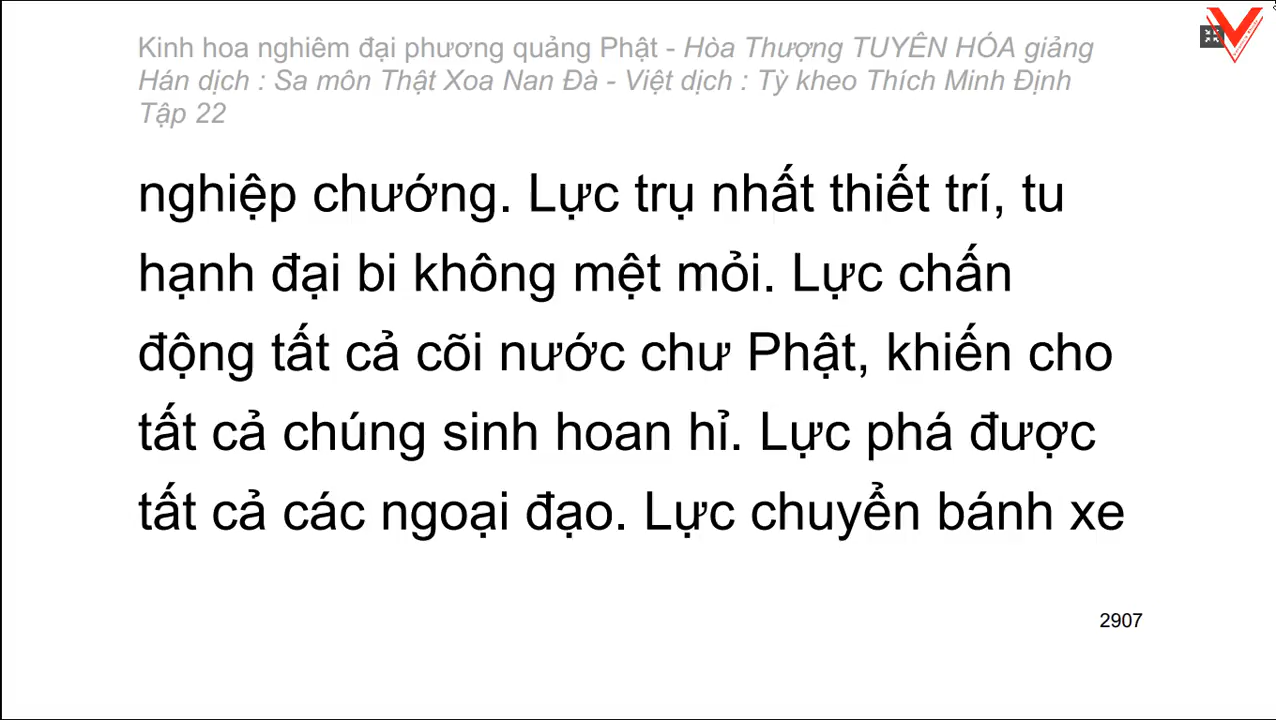 Kinh hoa nghiêm đại phương quảng Phật - Hòa Thượng TUYÊN HÓA giảng
Hán dịch : Sa môn Thật Xoa Nan Đà - Việt dịch : Tỳ kheo Thích Minh Định
Tập 22
nghiệp chướng. Lực trụ nhất thiết trí, tu
hạnh đại bi không mệt mỏi. Lực chấn
động tất cả cõi nước chư Phật, khiến cho
tất cả chúng sinh hoan hỉ. Lực phá được
tất cả các ngoại đạo. Lực chuyển bánh xe
2907